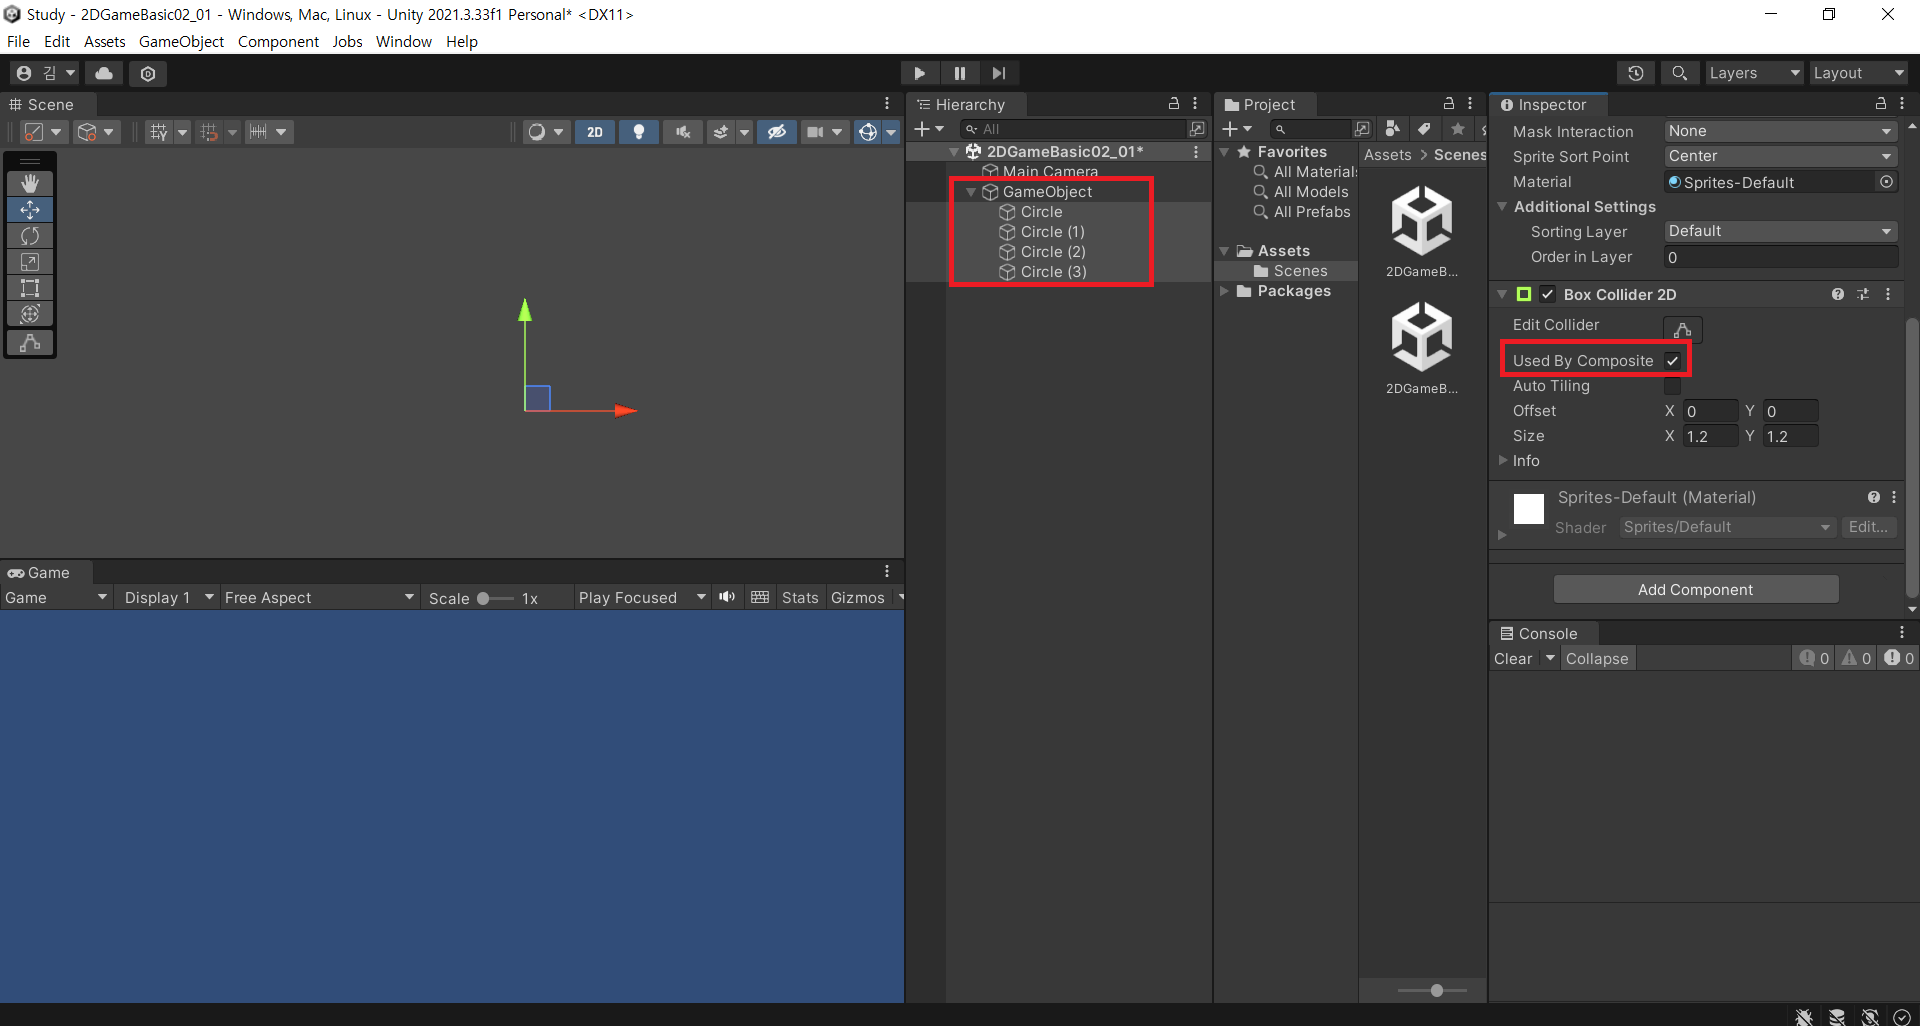 Study - 2DGameBasic02_01 - Windows, Mac, Linux - Unity 2021.3.33f1 Personal* <DX11>
File Edit Assets GameObject Component Jobs Window Help
김
Layers
Layout
Scene
2D
Game
Game
Display 1
Free Aspect
Scale
1x
Play Focused
Stats
Gizmos
Hierarchy
All
2DGameBasic02_01*
Main Camera
GameObject
Circle
Circle (1)
Circle (2)
Circle (3)
Project
Favorites
All Materials
All Models
All Prefabs
Assets
Scenes
Packages
Assets > Scenes
2DGameB...
2DGameB...
Inspector
Mask Interaction None
Sprite Sort Point Center
Material Sprites-Default
Additional Settings
Sorting Layer Default
Order in Layer 0
Box Collider 2D
Edit Collider
Used By Composite
Auto Tiling
Offset X 0 Y 0
Size X 1.2 Y 1.2
Info
Sprites-Default (Material)
Shader Sprites/Default Edit...
Add Component
Console
Clear Collapse 0 0 0